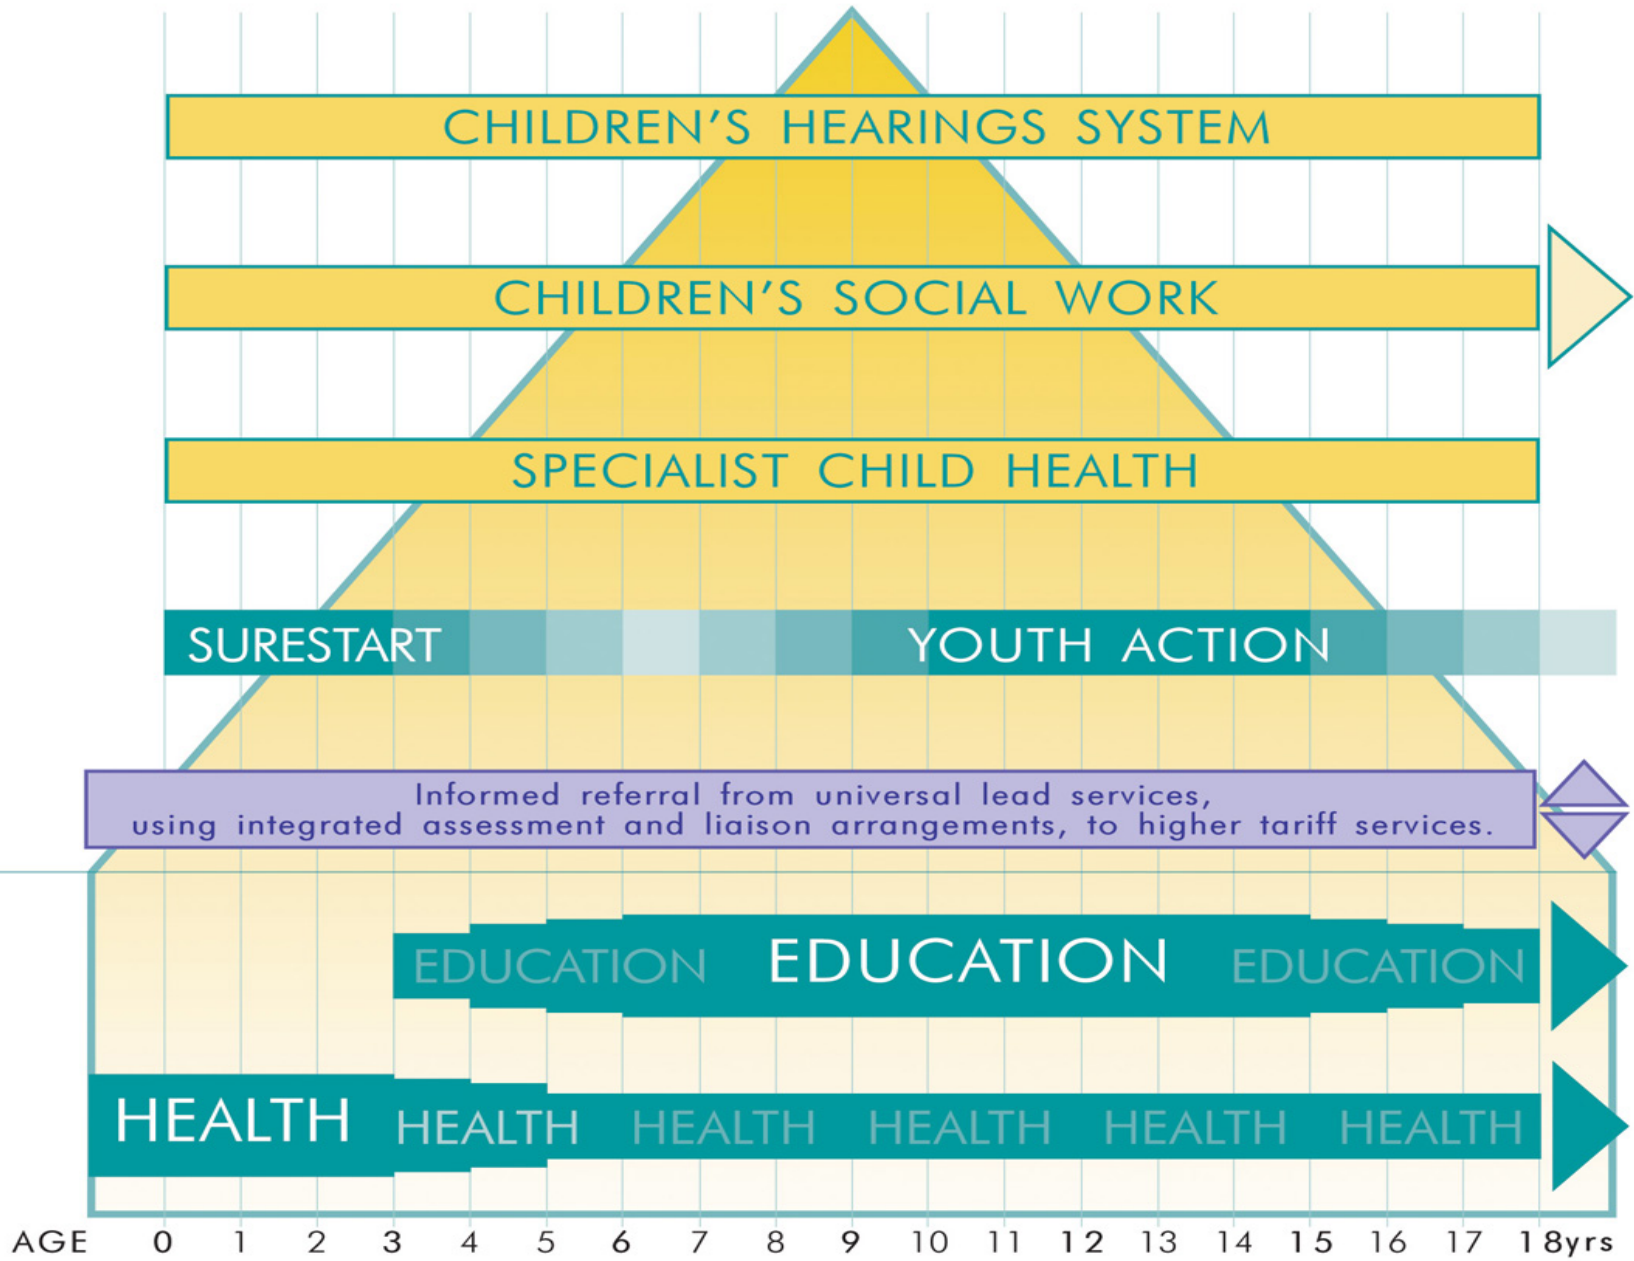 CHILDREN’S HEARINGS SYSTEM
CHILDREN’S SOCIAL WORK
SPECIALIST CHILD HEALTH
SURESTART YOUTH ACTION
Informed referral from universal lead services,
using integrated assessment and liaison arrangements, to higher tariff services.
EDUCATION EDUCATION EDUCATION
HEALTH HEALTH HEALTH HEALTH HEALTH HEALTH
AGE 0 1 2 3 4 5 6 7 8 9 10 11 12 13 14 15 16 17 18yrs